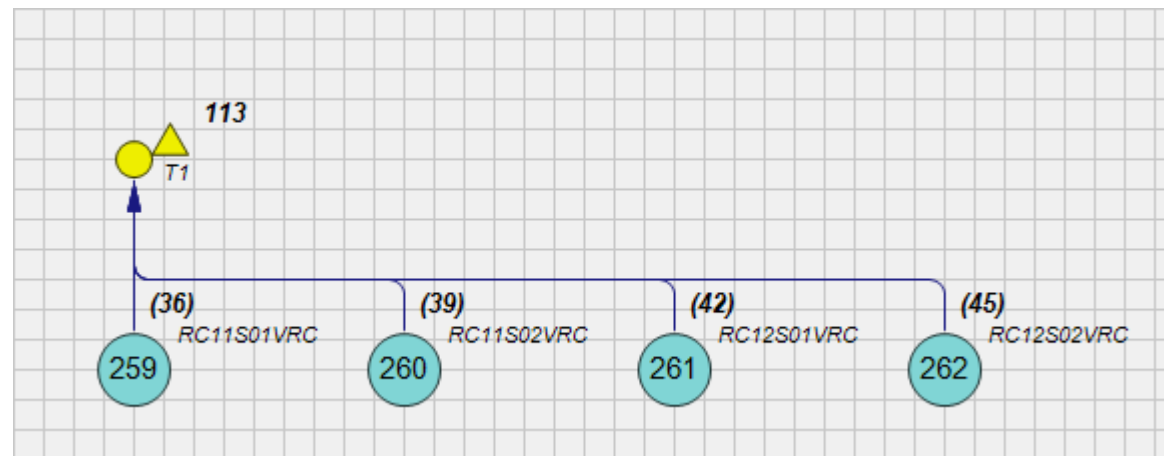 113
T1
(36) (39) (42) (45)
RC11S01VRC RC11S02VRC RC12S01VRC RC12S02VRC
259 260 261 262